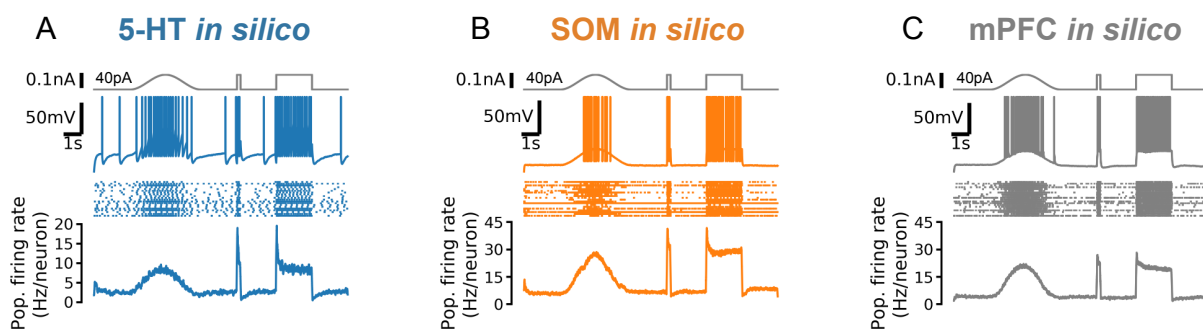 A
5-HT in silico
0.1nA
40pA
50mV
1s
Pop. firing rate
(Hz/neuron)
20
15
10
5
0
B
SOM in silico
0.1nA
40pA
50mV
1s
Pop. firing rate
(Hz/neuron)
45
30
15
0
C
mPFC in silico
0.1nA
40pA
50mV
1s
Pop. firing rate
(Hz/neuron)
45
30
15
0